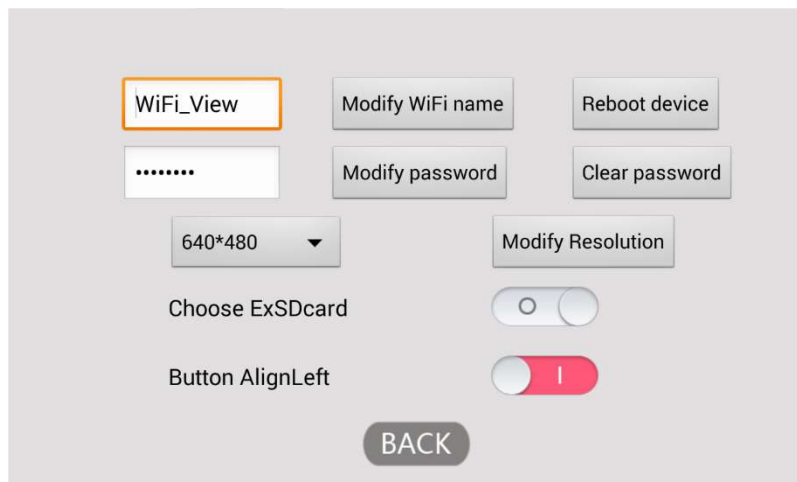 WiFi_View Modify WiFi name Reboot device
•••••••• Modify password Clear password
640*480 Modify Resolution
Choose ExSDcard O
Button AlignLeft I
BACK